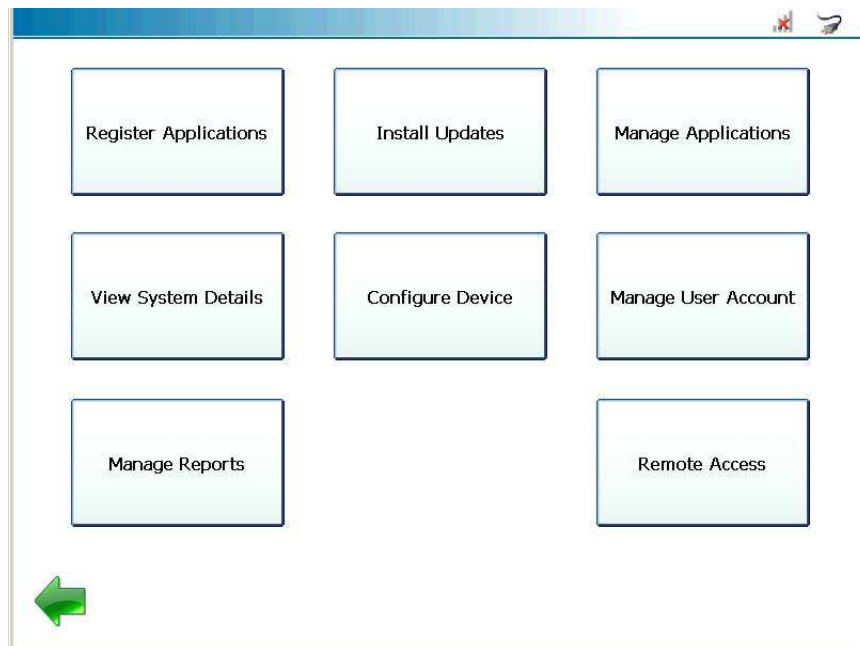 Register Applications
Install Updates
Manage Applications
View System Details
Configure Device
Manage User Account
Manage Reports
Remote Access